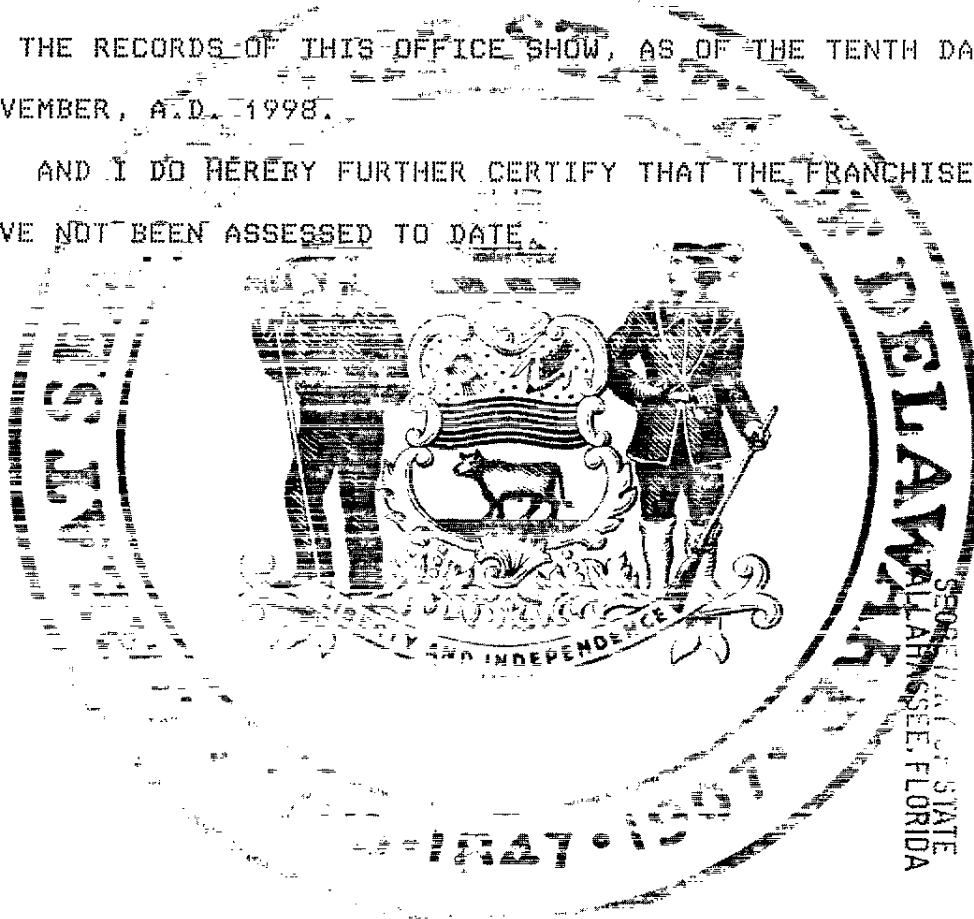 THE RECORDS OF THIS OFFICE SHOW, AS OF THE TENTH DA
VEMBER, A.D. 1998.
AND I DO HEREBY FURTHER CERTIFY THAT THE FRANCHISE
VE NOT BEEN ASSESSED TO DATE.
DELAWARE
AND INDEPENDENCE
OF STATE
TALLAHASSEE, FLORIDA